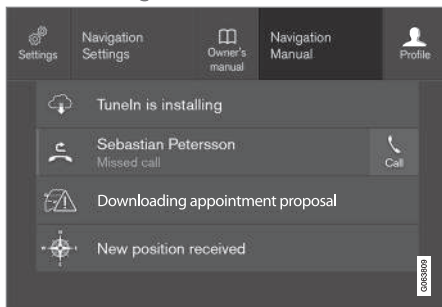 Settings
Navigation
Settings
Owner's
manual
Navigation
Manual
Profile
TuneIn is installing
Sebastian Petersson
Missed call
Call
Downloading appointment proposal
New position received
G063809